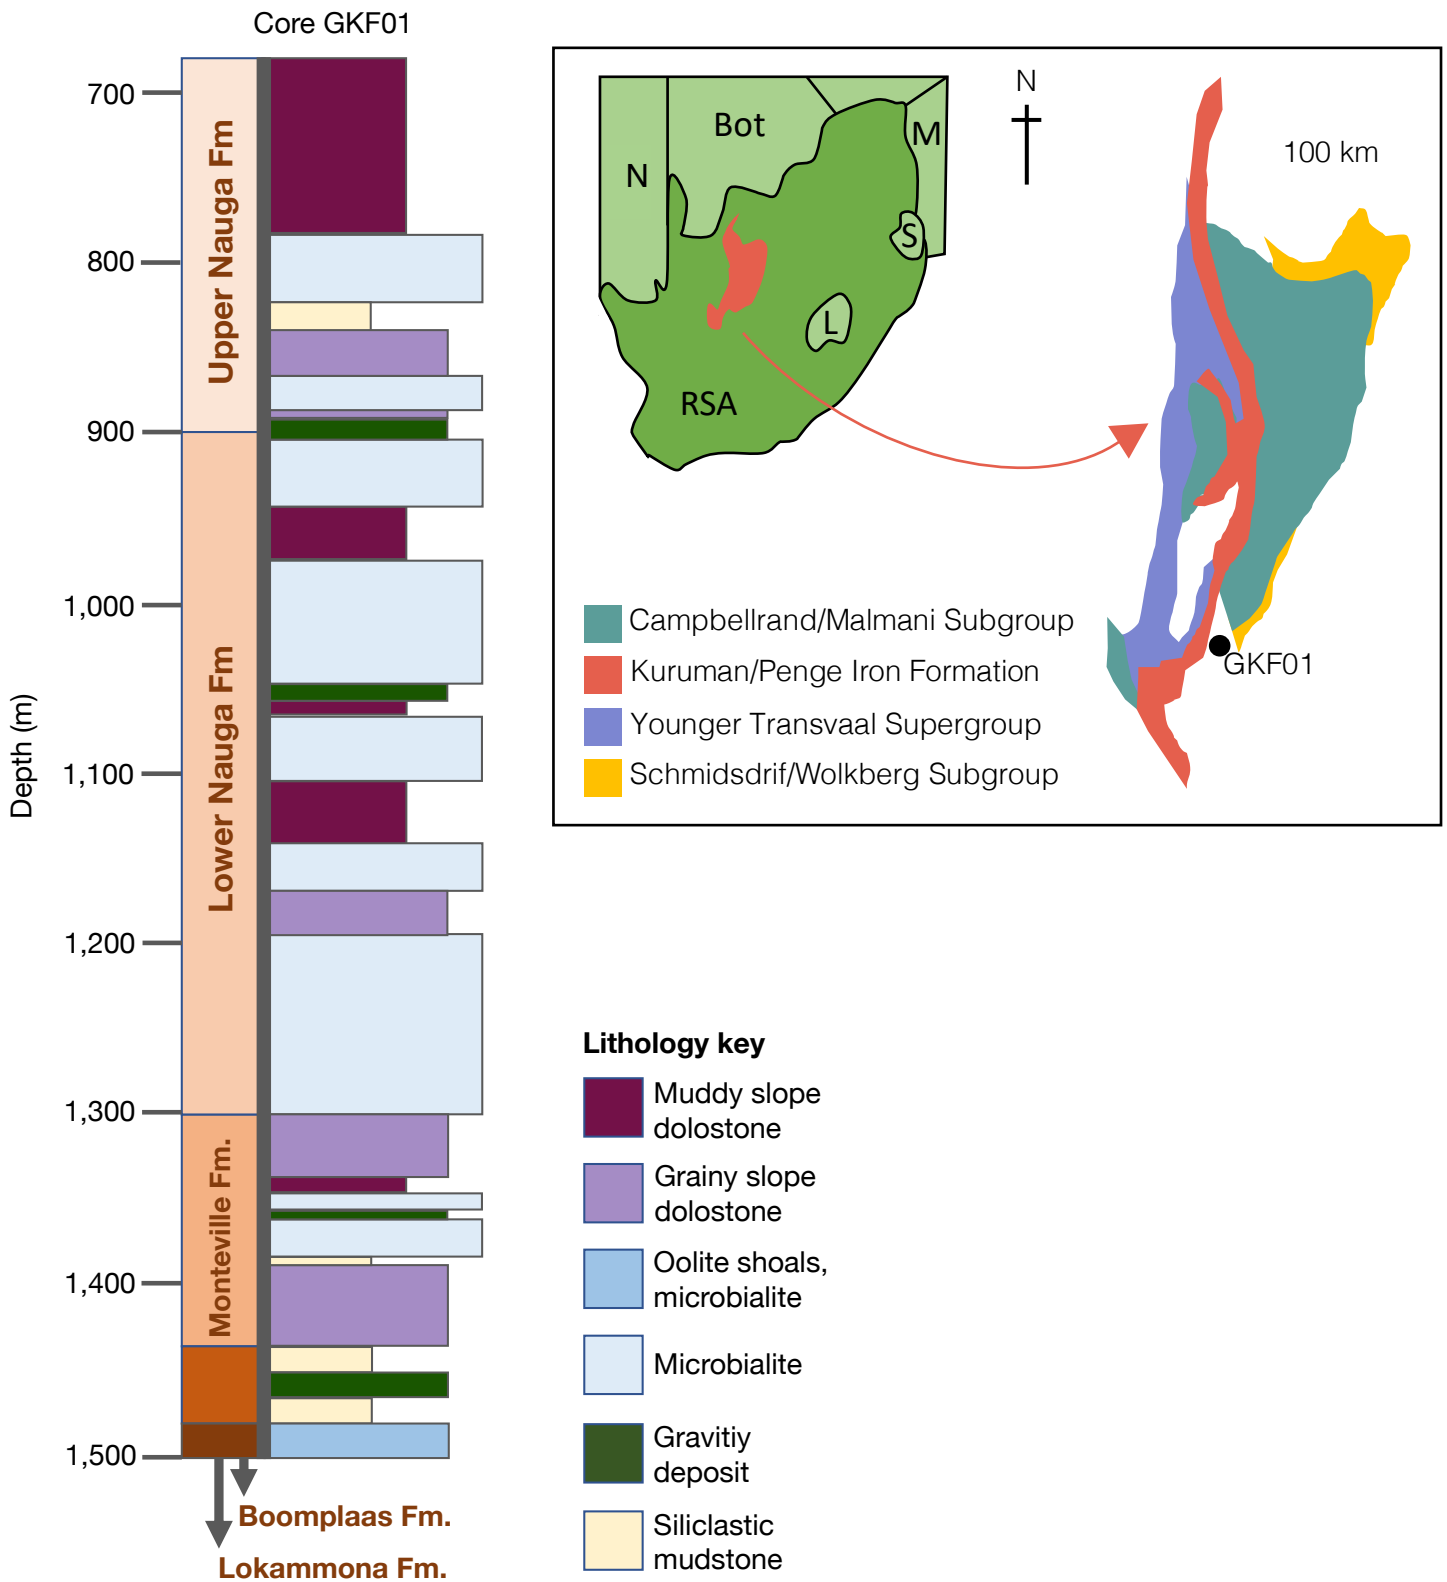 Core GKF01
700
800
900
1,000
1,100
1,200
1,300
1,400
1,500
Depth (m)
Upper Nauga Fm
Lower Nauga Fm
Monteville Fm.
Boomplaas Fm.
Lokammona Fm.
N
Bot
M
S
L
RSA
N
100 km
GKF01
Campbellrand/Malmani Subgroup
Kuruman/Penge Iron Formation
Younger Transvaal Supergroup
Schmidsdrif/Wolkberg Subgroup
Lithology key
Muddy slope
dolostone
Grainy slope
dolostone
Oolite shoals,
microbialite
Microbialite
Gravitiy
deposit
Siliclastic
mudstone